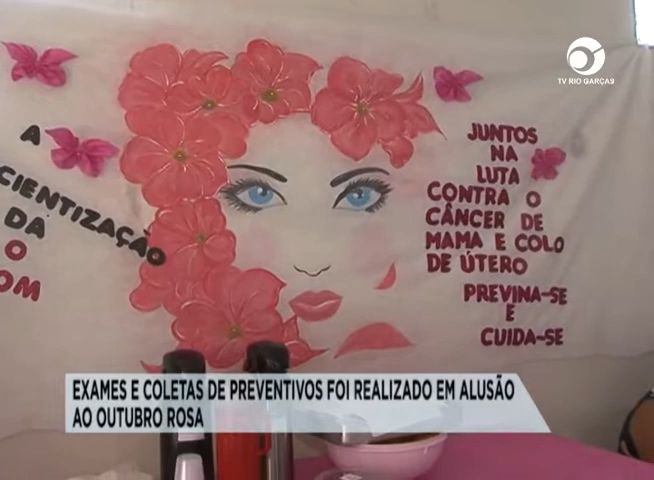 TV RIO GARÇAS
A
CIENTIZAÇÃO
DA
O
OM
JUNTOS
NA
LUTA
CONTRA O
CÂNCER DE
MAMA E COLO
DE ÚTERO
PREVINA-SE
E
CUIDA-SE
EXAMES E COLETAS DE PREVENTIVOS FOI REALIZADO EM ALUSÃO
AO OUTUBRO ROSA